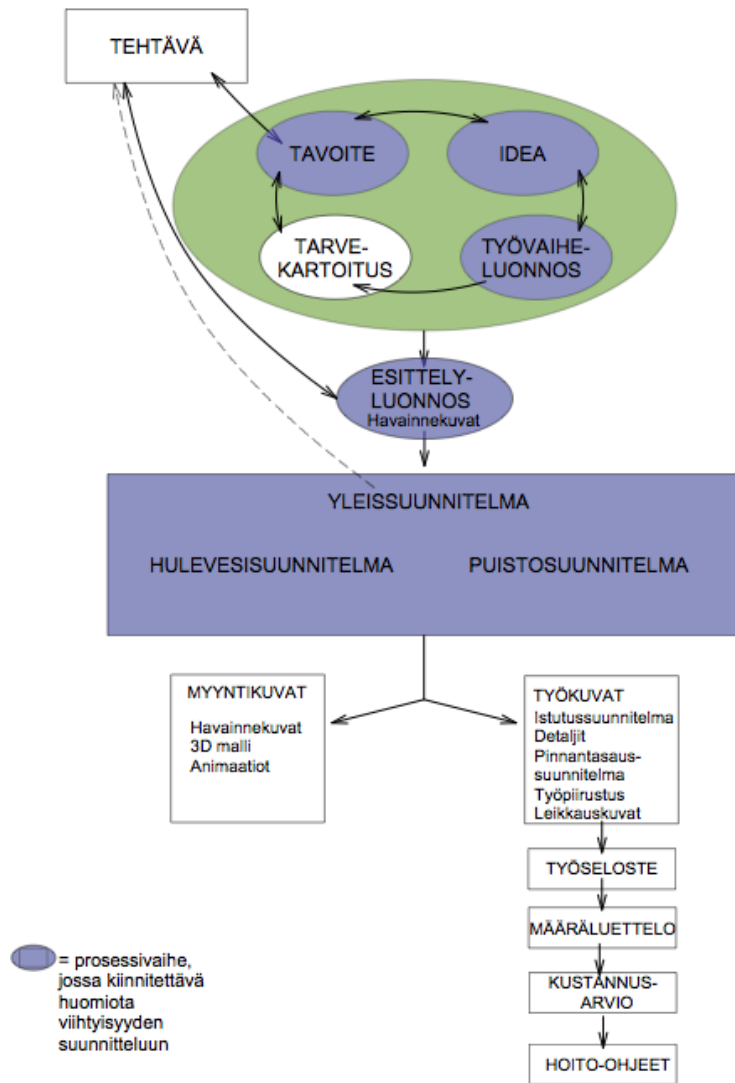 TEHTÄVÄ
TAVOITE
IDEA
TARVE-
KARTOITUS
TYÖVAIHE-
LUONNOS
ESITTELY-
LUONNOS
Havainnekuvat
YLEISSUUNNITELMA
HULEVESISUUNNITELMA
PUISTOSUUNNITELMA
MYYNTIKUVAT
Havainnekuvat
3D malli
Animaatiot
TYÖKUVAT
Istutussuunnitelma
Detaljit
Pinnantasaus-
suunnitelma
Työpiirustus
Leikkauskuvat
TYÖSELOSTE
MÄÄRÄLUETTELO
KUSTANNUS-
ARVIO
HOITO-OHJEET
= prosessivaihe,
jossa kiinnitettävä
huomiota
viihtyisyyden
suunnitteluun